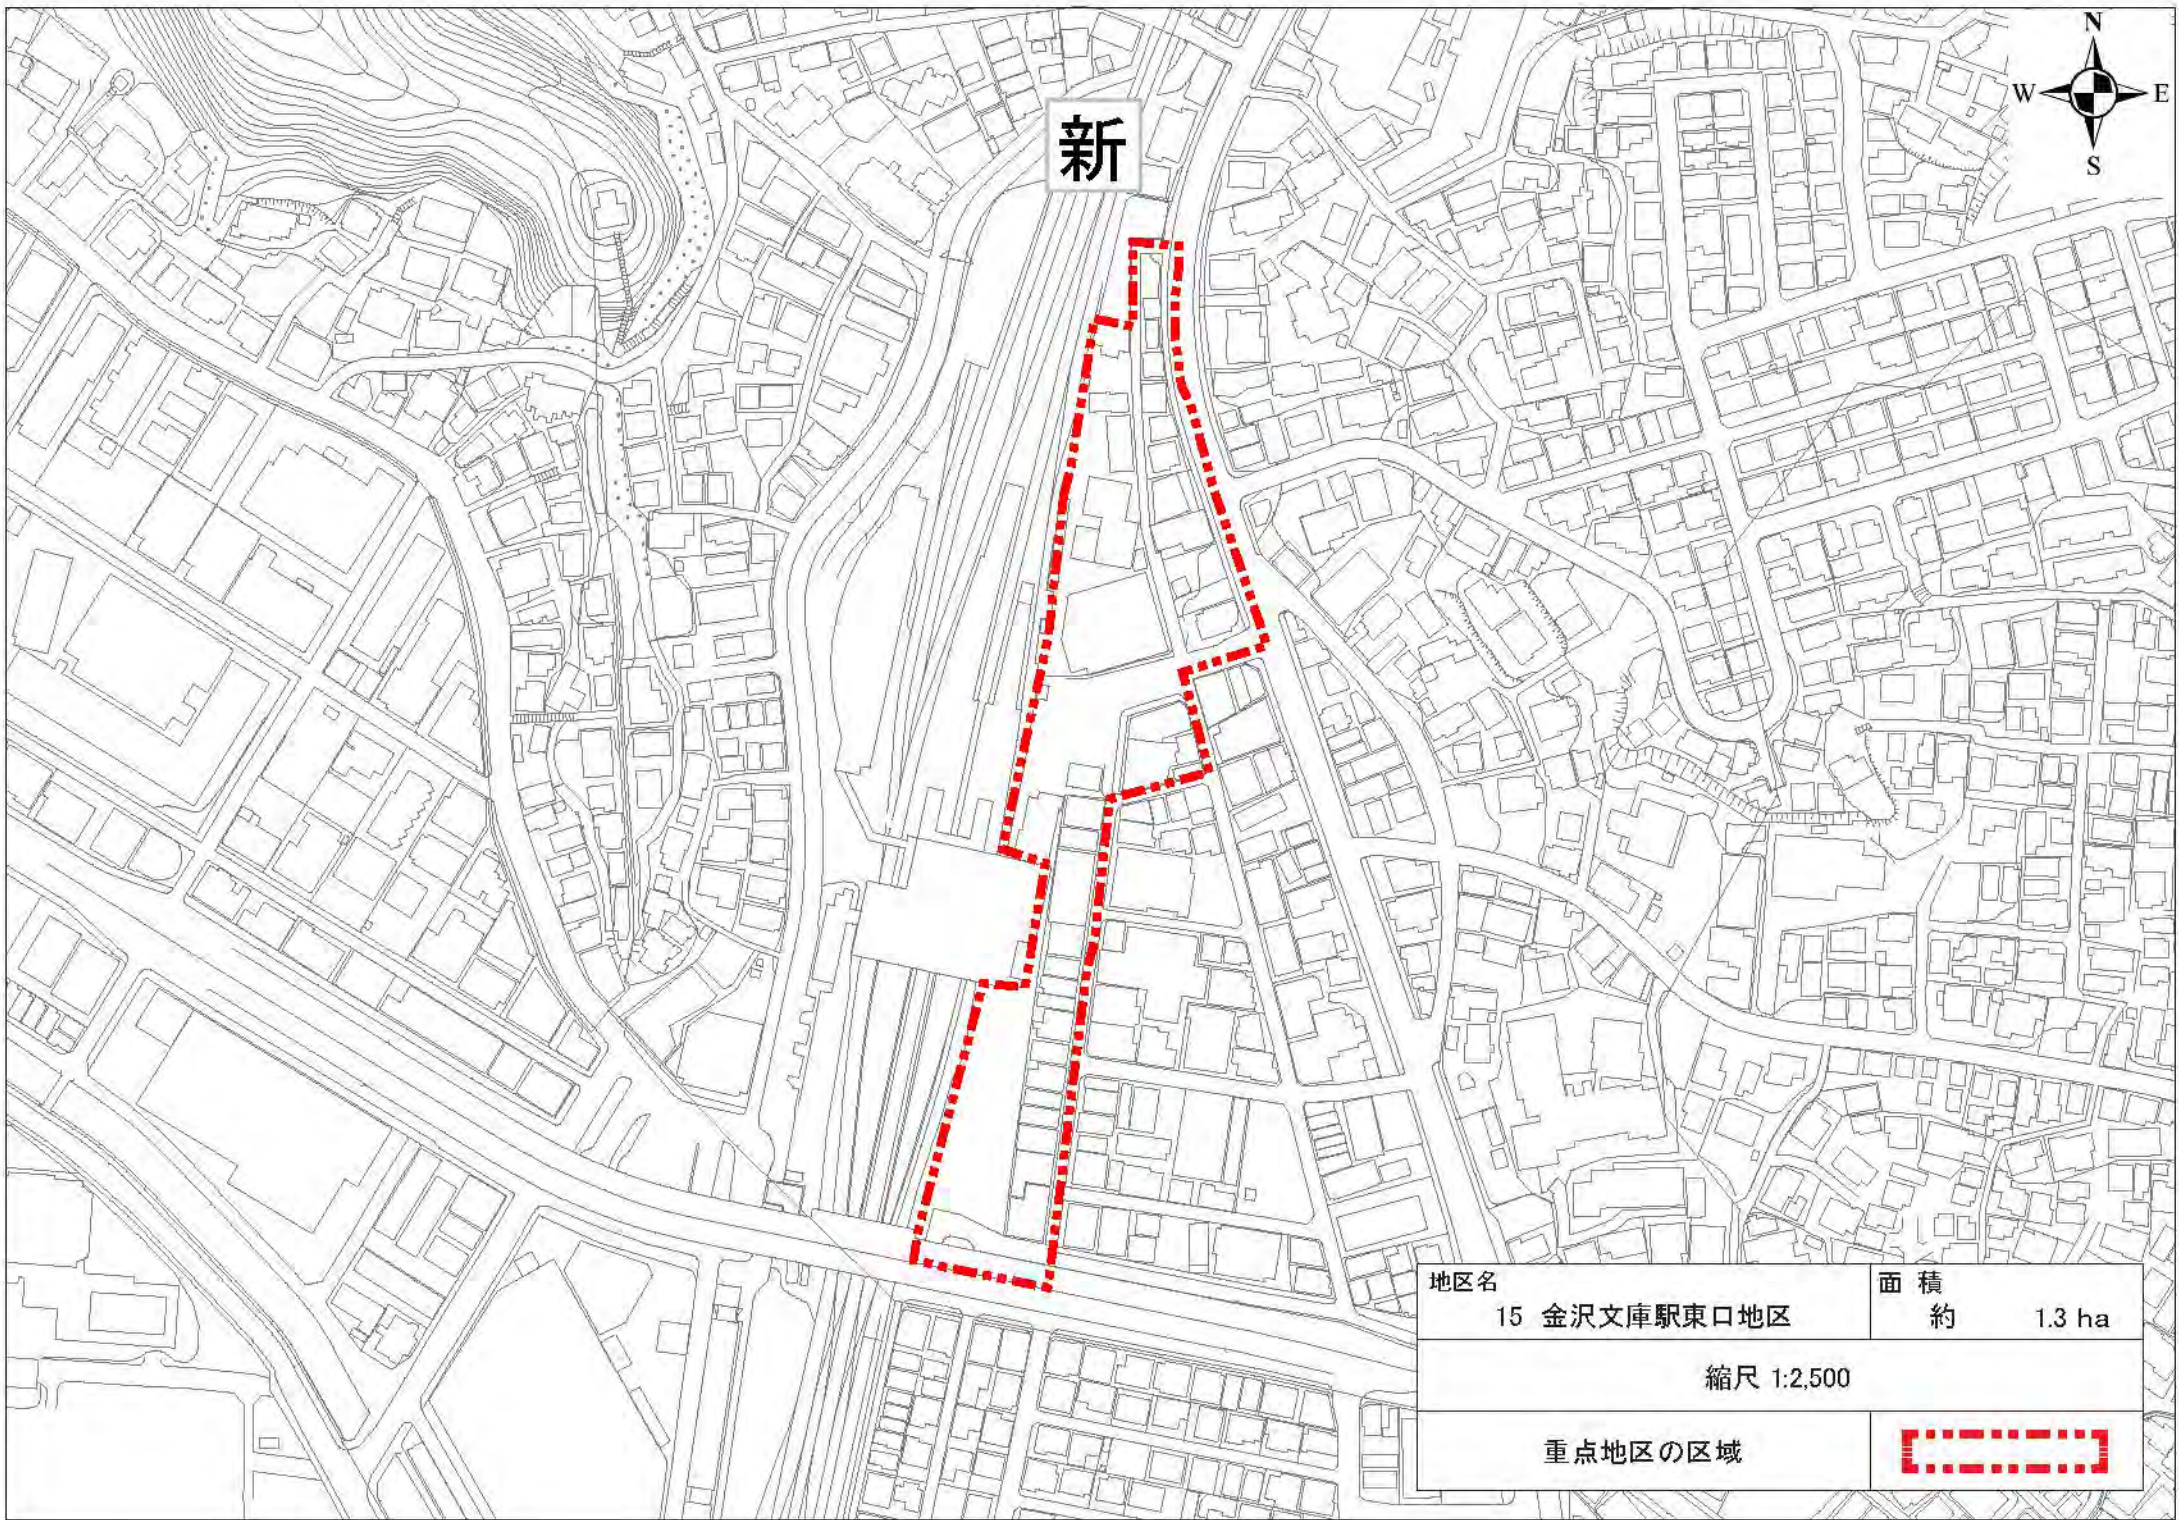 新
N
W E
S
地区名
15 金沢文庫駅東口地区
面 積
約 1.3 ha
縮尺 1:2,500
重点地区の区域